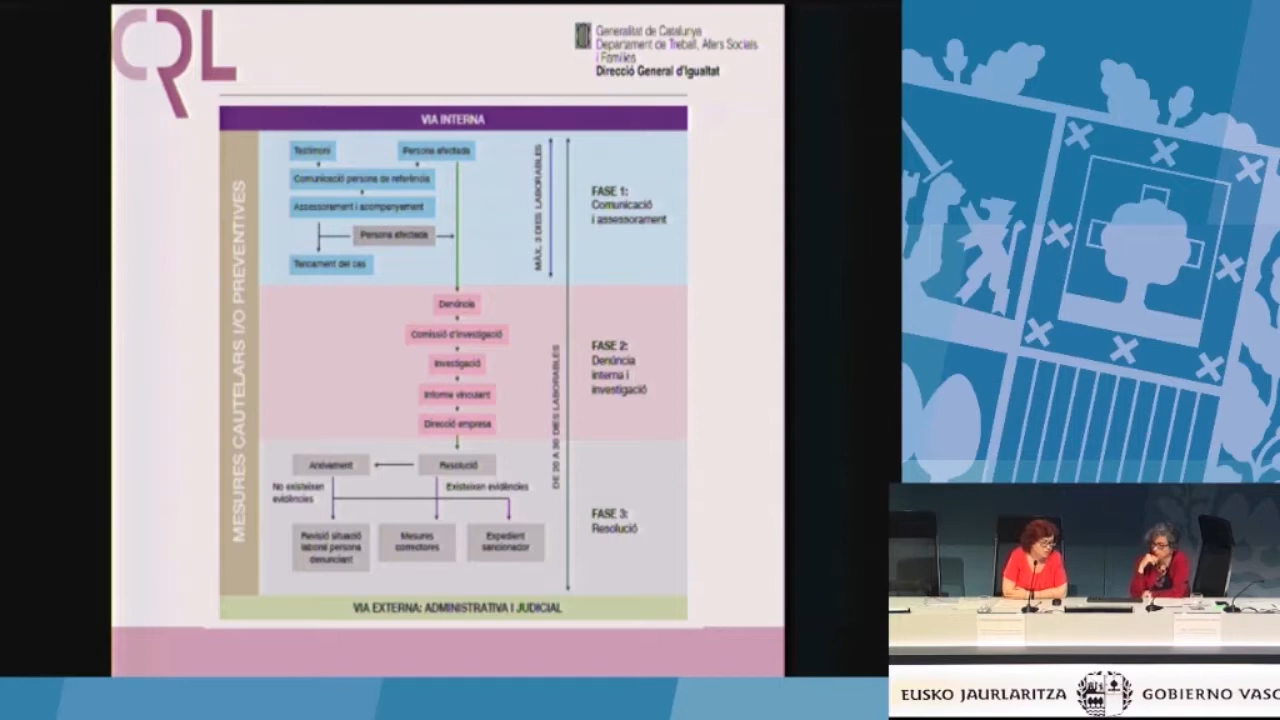 CRL
Generalitat de Catalunya
Departament de Treball, Afers Socials
i Famílies
Direcció General d'Igualtat
VIA INTERNA
MESURES CAUTELARS I/O PREVENTIVES
Testimoni
Persona afectada
Comunicació persona de referència
Assessorament i acompanyament
Persona afectada
Tancament del cas
MÀX. 3 DIES LABORABLES
FASE 1:
Comunicació
i assessorament
Denúncia
Comissió d'investigació
Investigació
Informe vinculant
Direcció empresa
DE 20 A 30 DIES LABORABLES
FASE 2:
Denúncia
interna i
investigació
Arxivament
Resolució
No existeixen
evidències
Existeixen evidències
Revisió situació
laboral persona
denunciant
Mesures
correctores
Expedient
sancionador
FASE 3:
Resolució
VIA EXTERNA: ADMINISTRATIVA I JUDICIAL
EUSKO JAURLARITZA
GOBIERNO VASC